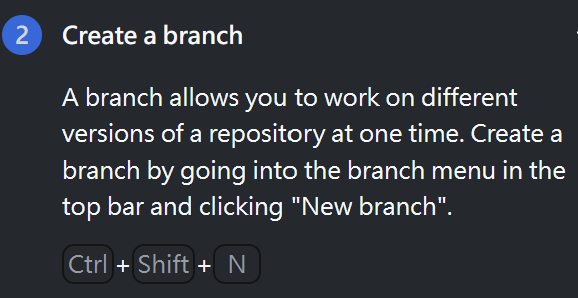 2 Create a branch
A branch allows you to work on different
versions of a repository at one time. Create a
branch by going into the branch menu in the
top bar and clicking "New branch".
Ctrl + Shift + N